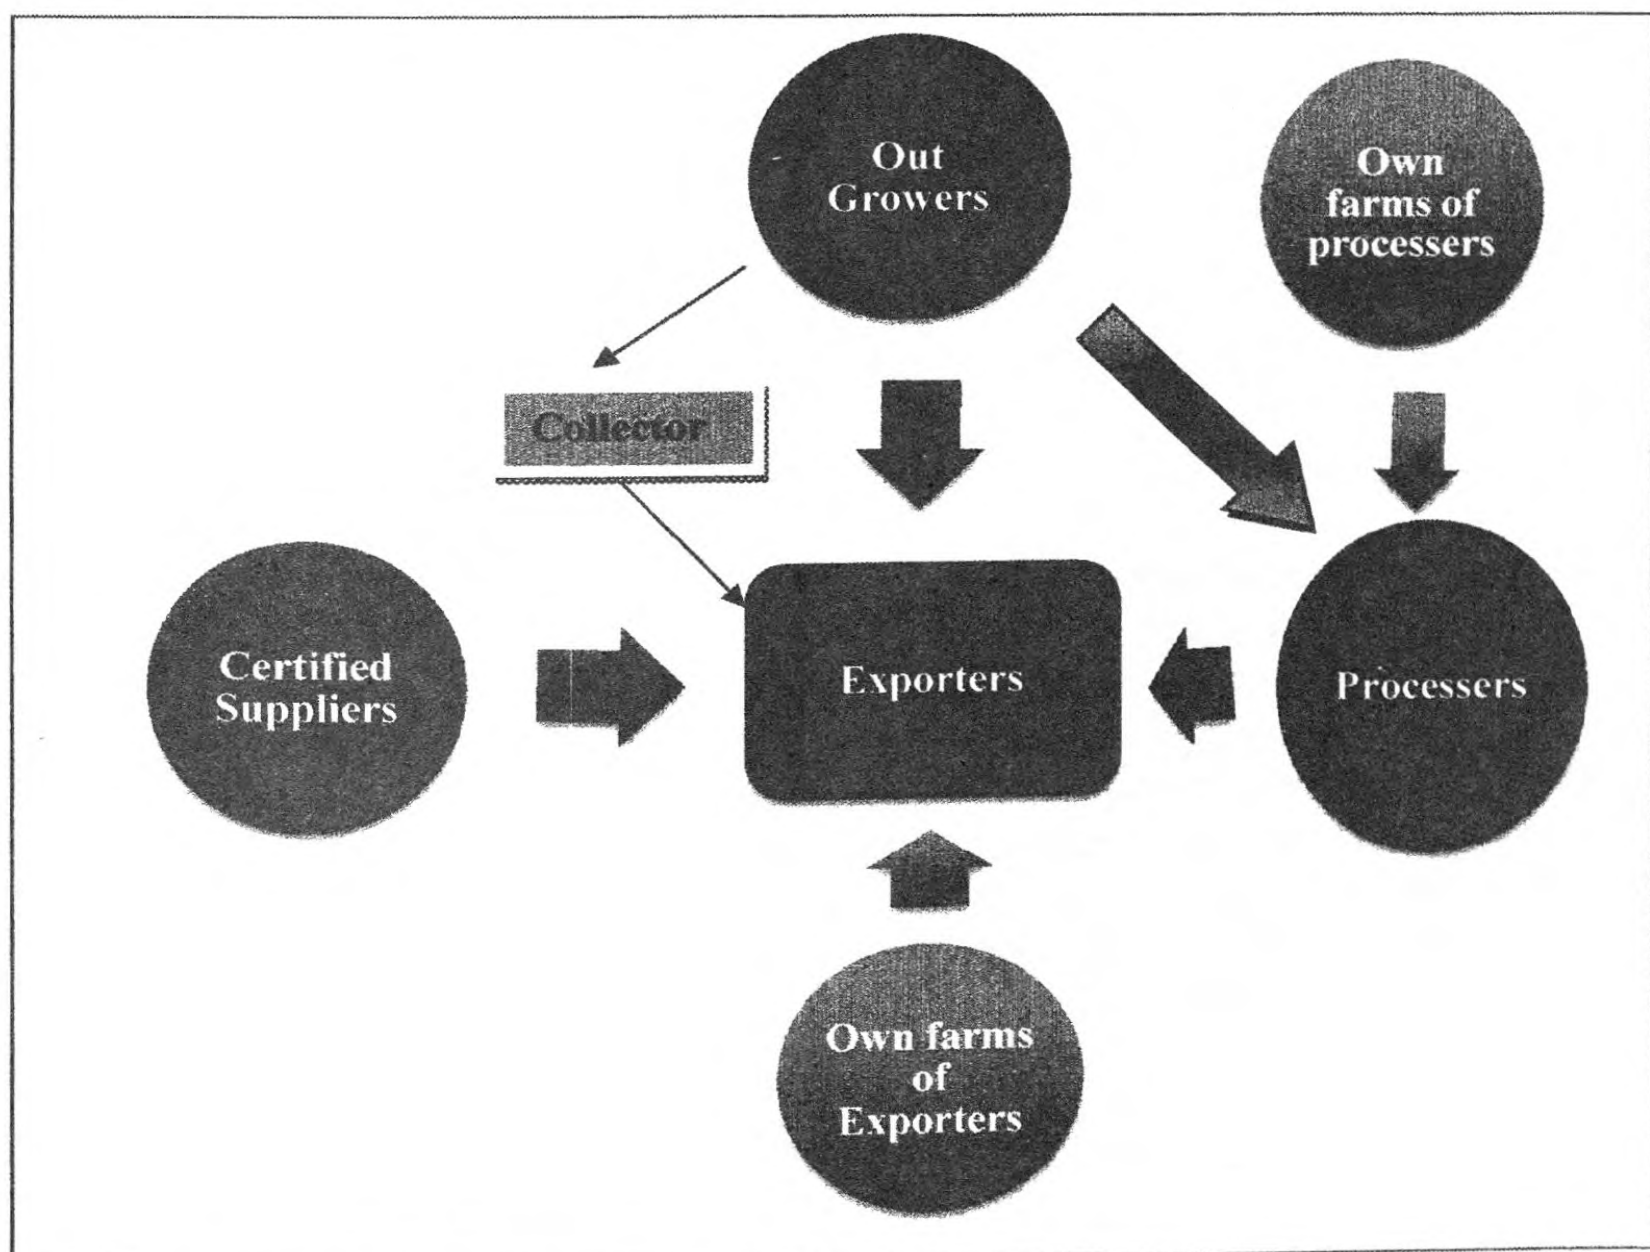 Out
Growers
Own
farms of
processers
Collector
Certified
Suppliers
Exporters
Processers
Own farms
of
Exporters